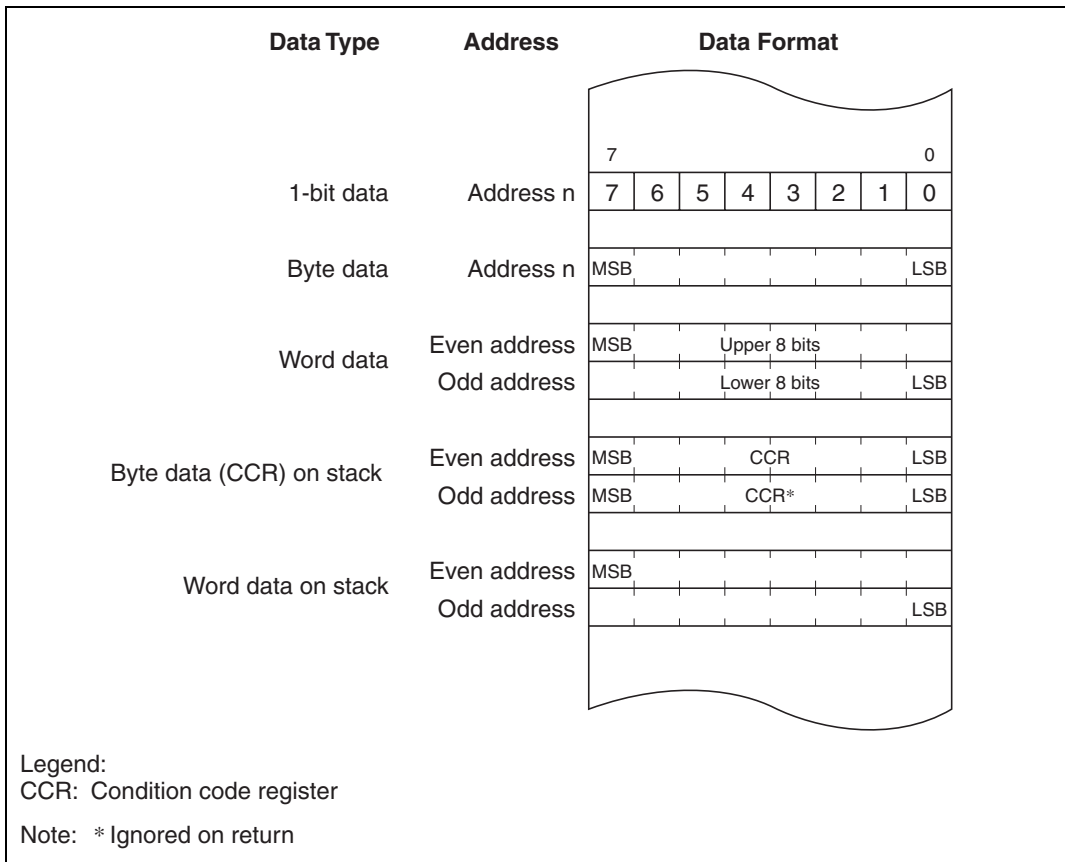 Data Type Address Data Format
7 0
1-bit data Address n 7 6 5 4 3 2 1 0
Byte data Address n MSB LSB
Word data
Even address MSB Upper 8 bits
Odd address Lower 8 bits LSB
Byte data (CCR) on stack
Even address MSB CCR LSB
Odd address MSB CCR* LSB
Word data on stack
Even address MSB
Odd address LSB
Legend:
CCR: Condition code register
Note: * Ignored on return